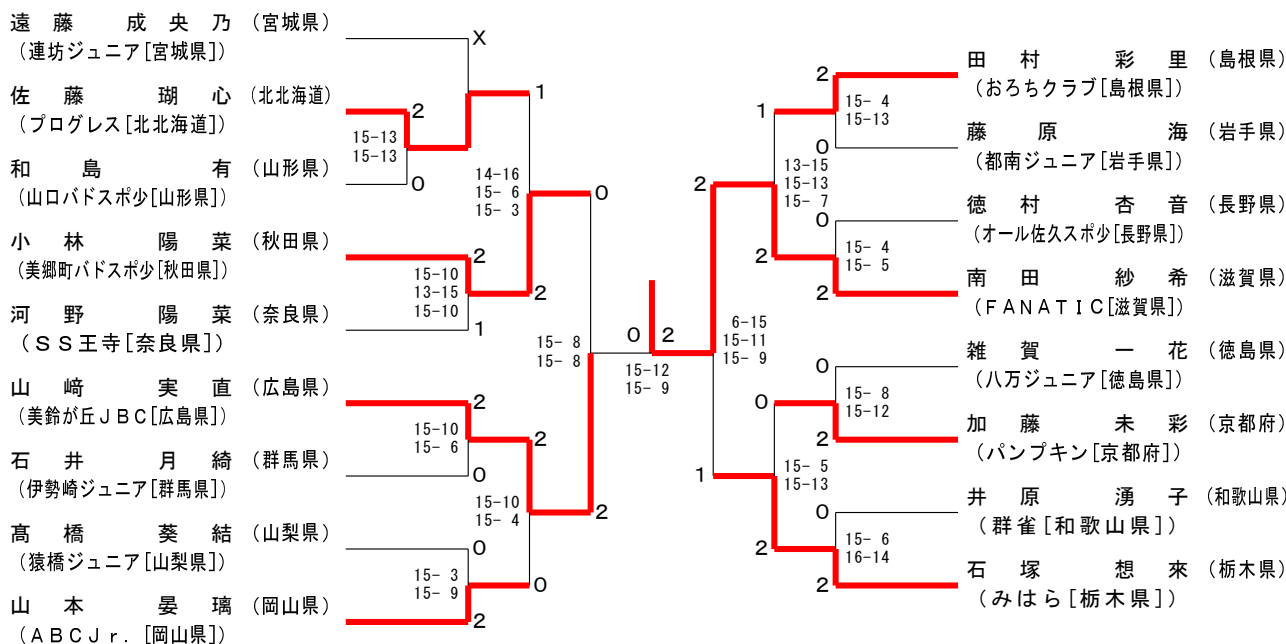 遠藤 成央乃 (宮城県)
(連坊ジュニア[宮城県])
X
佐藤 瑚心 (北北海道)
(プログレス[北北海道])
2
1
15-13
15-13
和島 有 (山形県)
(山口バドスポ少[山形県])
0
14-16
15- 6
15- 3
0
小林 陽菜 (秋田県)
(美郷町バドスポ少[秋田県])
2
15-10
13-15
15-10
2
河野 陽菜 (奈良県)
(SS王寺[奈良県])
1
15- 8
15- 8
山﨑 実直 (広島県)
(美鈴が丘JBC[広島県])
2
15-10
15- 6
2
石井 月綺 (群馬県)
(伊勢崎ジュニア[群馬県])
0
15-10
15- 4
2
髙橋 葵結 (山梨県)
(猿橋ジュニア[山梨県])
0
15- 3
15- 9
0
山本 晏璃 (岡山県)
(ABCJr.[岡山県])
2
0 2
15-12
15- 9
田村 彩里 (島根県)
(おろちクラブ[島根県])
2
1
15- 4
15-13
藤原 海 (岩手県)
(都南ジュニア[岩手県])
0
13-15
15-13
15- 7
2
徳村 杏音 (長野県)
(オール佐久スポ少[長野県])
0
15- 4
15- 5
2
南田 紗希 (滋賀県)
(FANATIC[滋賀県])
2
6-15
15-11
15- 9
雑賀 一花 (徳島県)
(八万ジュニア[徳島県])
0
15- 8
15-12
0
加藤 未彩 (京都府)
(パンプキン[京都府])
2
15- 5
15-13
1
井原 湧子 (和歌山県)
(群雀[和歌山県])
0
15- 6
16-14
2
石塚 想來 (栃木県)
(みはら[栃木県])
2